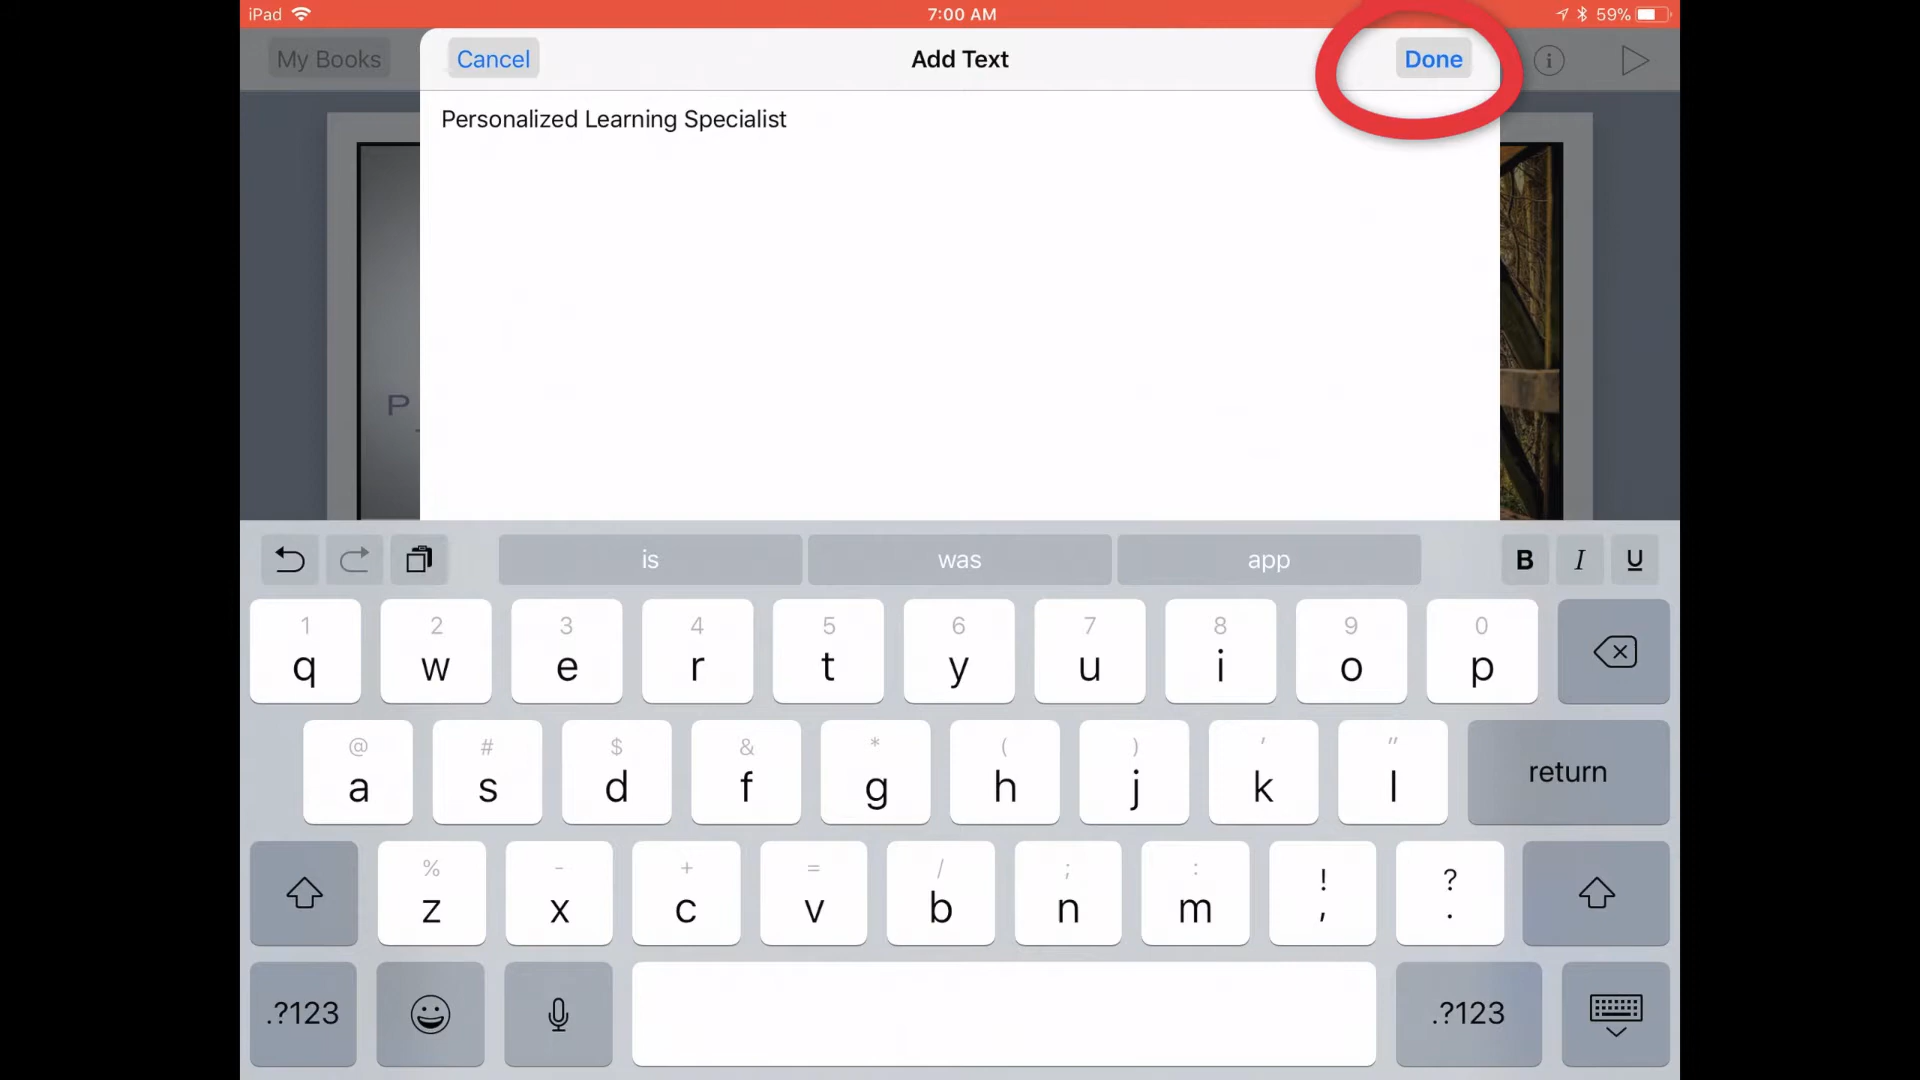 iPad 7:00 AM 59%
My Books Cancel Add Text Done
Personalized Learning Specialist
P
is was app B I U
1 2 3 4 5 6 7 8 9 0
q w e r t y u i o p
@ # $ & * ( ) ' "
a s d f g h j k l return
% - + = / ; : ! ?
z x c v b n m , .
.?123 .?123